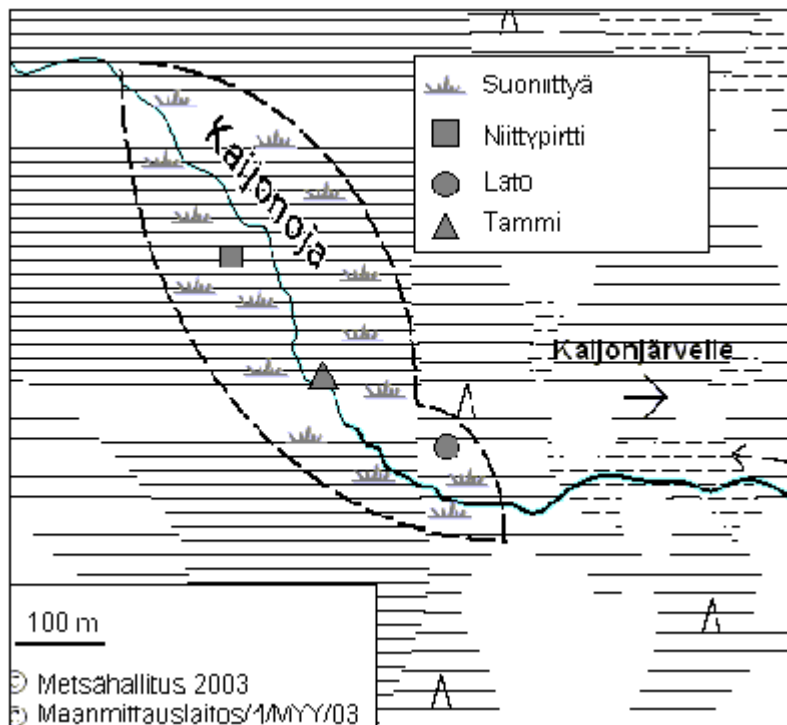 Suoniittyä
Niittypirtti
Lato
Tammi
Kaijonoja
Kaijonjärvelle
100 m
© Metsähallitus 2003
© Maanmittauslaitos/1/MYY/03